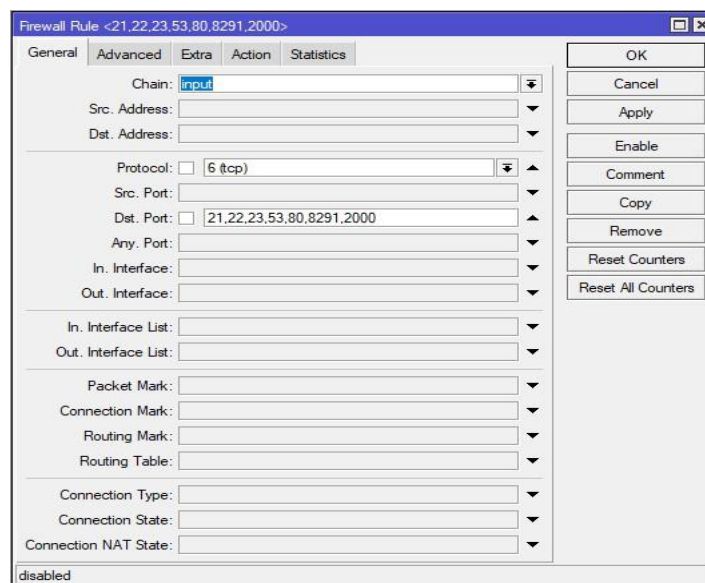 Firewall Rule <21,22,23,53,80,8291,2000>
General Advanced Extra Action Statistics
Chain: input
Src. Address:
Dst. Address:
Protocol: 6 (tcp)
Src. Port:
Dst. Port: 21,22,23,53,80,8291,2000
Any. Port:
In. Interface:
Out. Interface:
In. Interface List:
Out. Interface List:
Packet Mark:
Connection Mark:
Routing Mark:
Routing Table:
Connection Type:
Connection State:
Connection NAT State:
OK
Cancel
Apply
Enable
Comment
Copy
Remove
Reset Counters
Reset All Counters
disabled